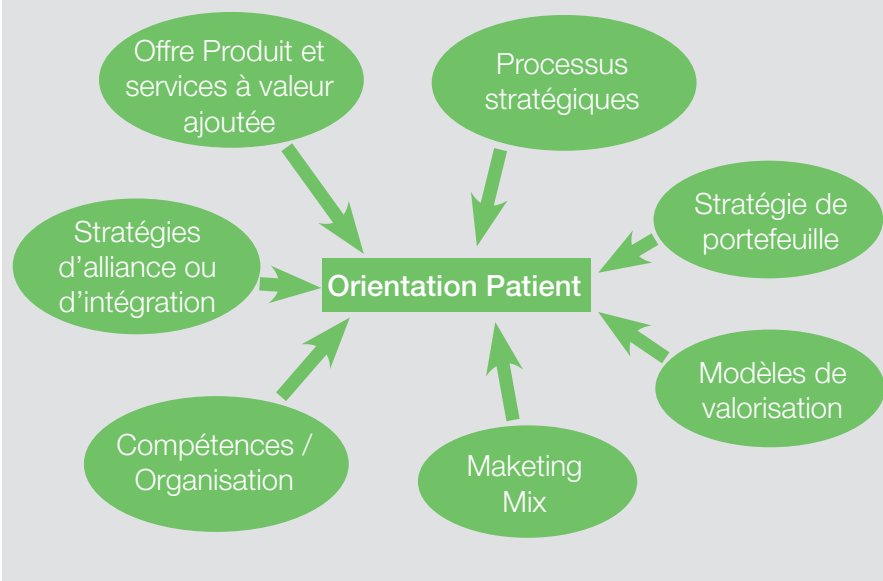 Offre Produit et
services à valeur
ajoutée
Processus
stratégiques
Stratégie de
portefeuille
Stratégies
d’alliance ou
d’intégration
Orientation Patient
Modèles de
valorisation
Compétences /
Organisation
Maketing
Mix